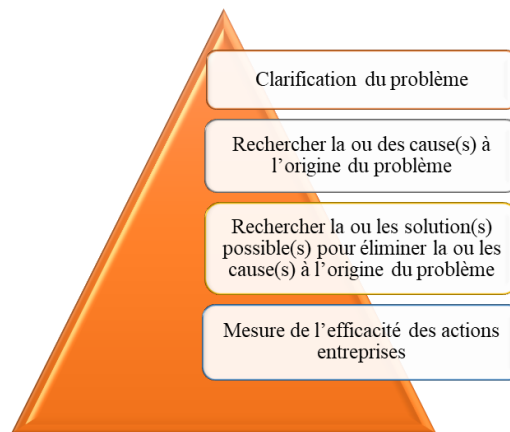 Clarification du problème
Rechercher la ou des cause(s) à
l’origine du problème
Rechercher la ou les solution(s)
possible(s) pour éliminer la ou les
cause(s) à l’origine du problème
Mesure de l’efficacité des actions
entreprises